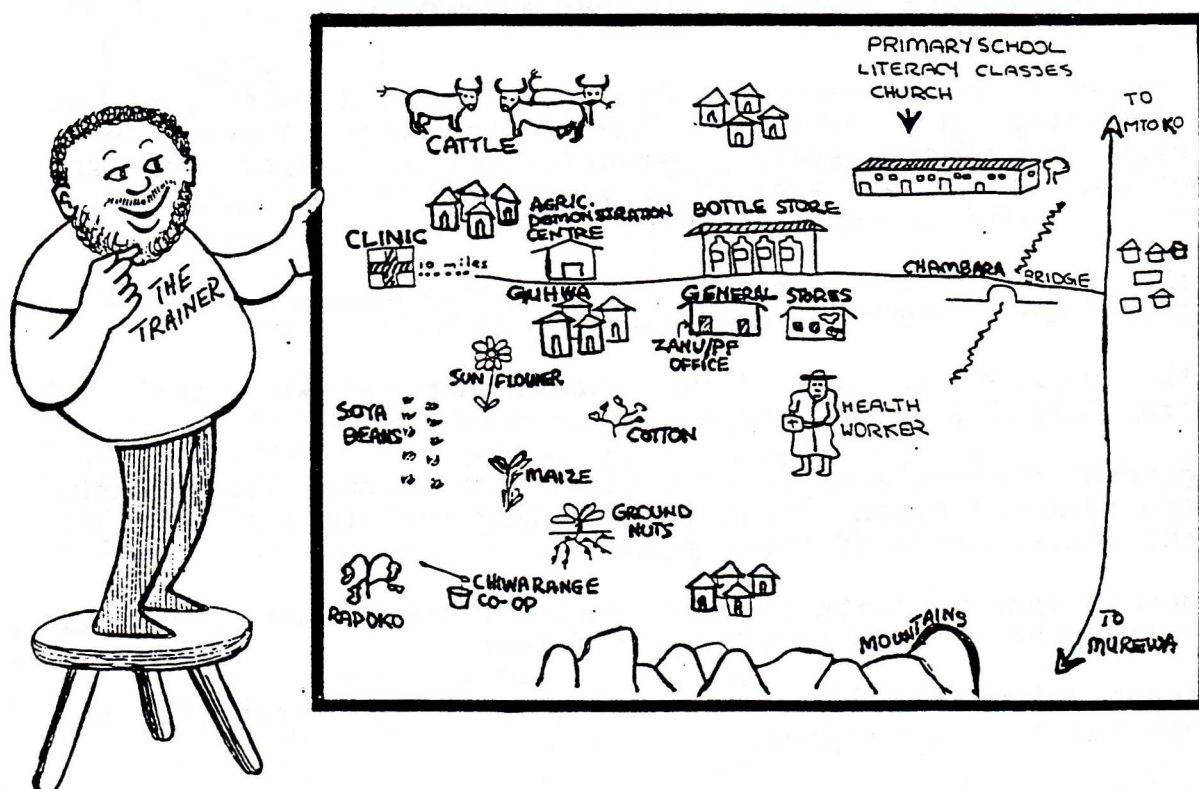 THE
TRAINER
PRIMARY SCHOOL
LITERACY CLASSES
CHURCH
TO
MTOKO
CATTLE
AGRIC.
DEMONSTRATION
CENTRE
BOTTLE STORE
CLINIC
10 miles
CHAMBARA BRIDGE
GUHWA
GENERAL STORES
ZANU/PF
OFFICE
SUN FLOWER
SOYA
BEANS
COTTON
HEALTH
WORKER
MAIZE
GROUND
NUTS
RAPOKO
CHIWARANGE
CO-OP
MOUNTAINS
TO
MUREWA